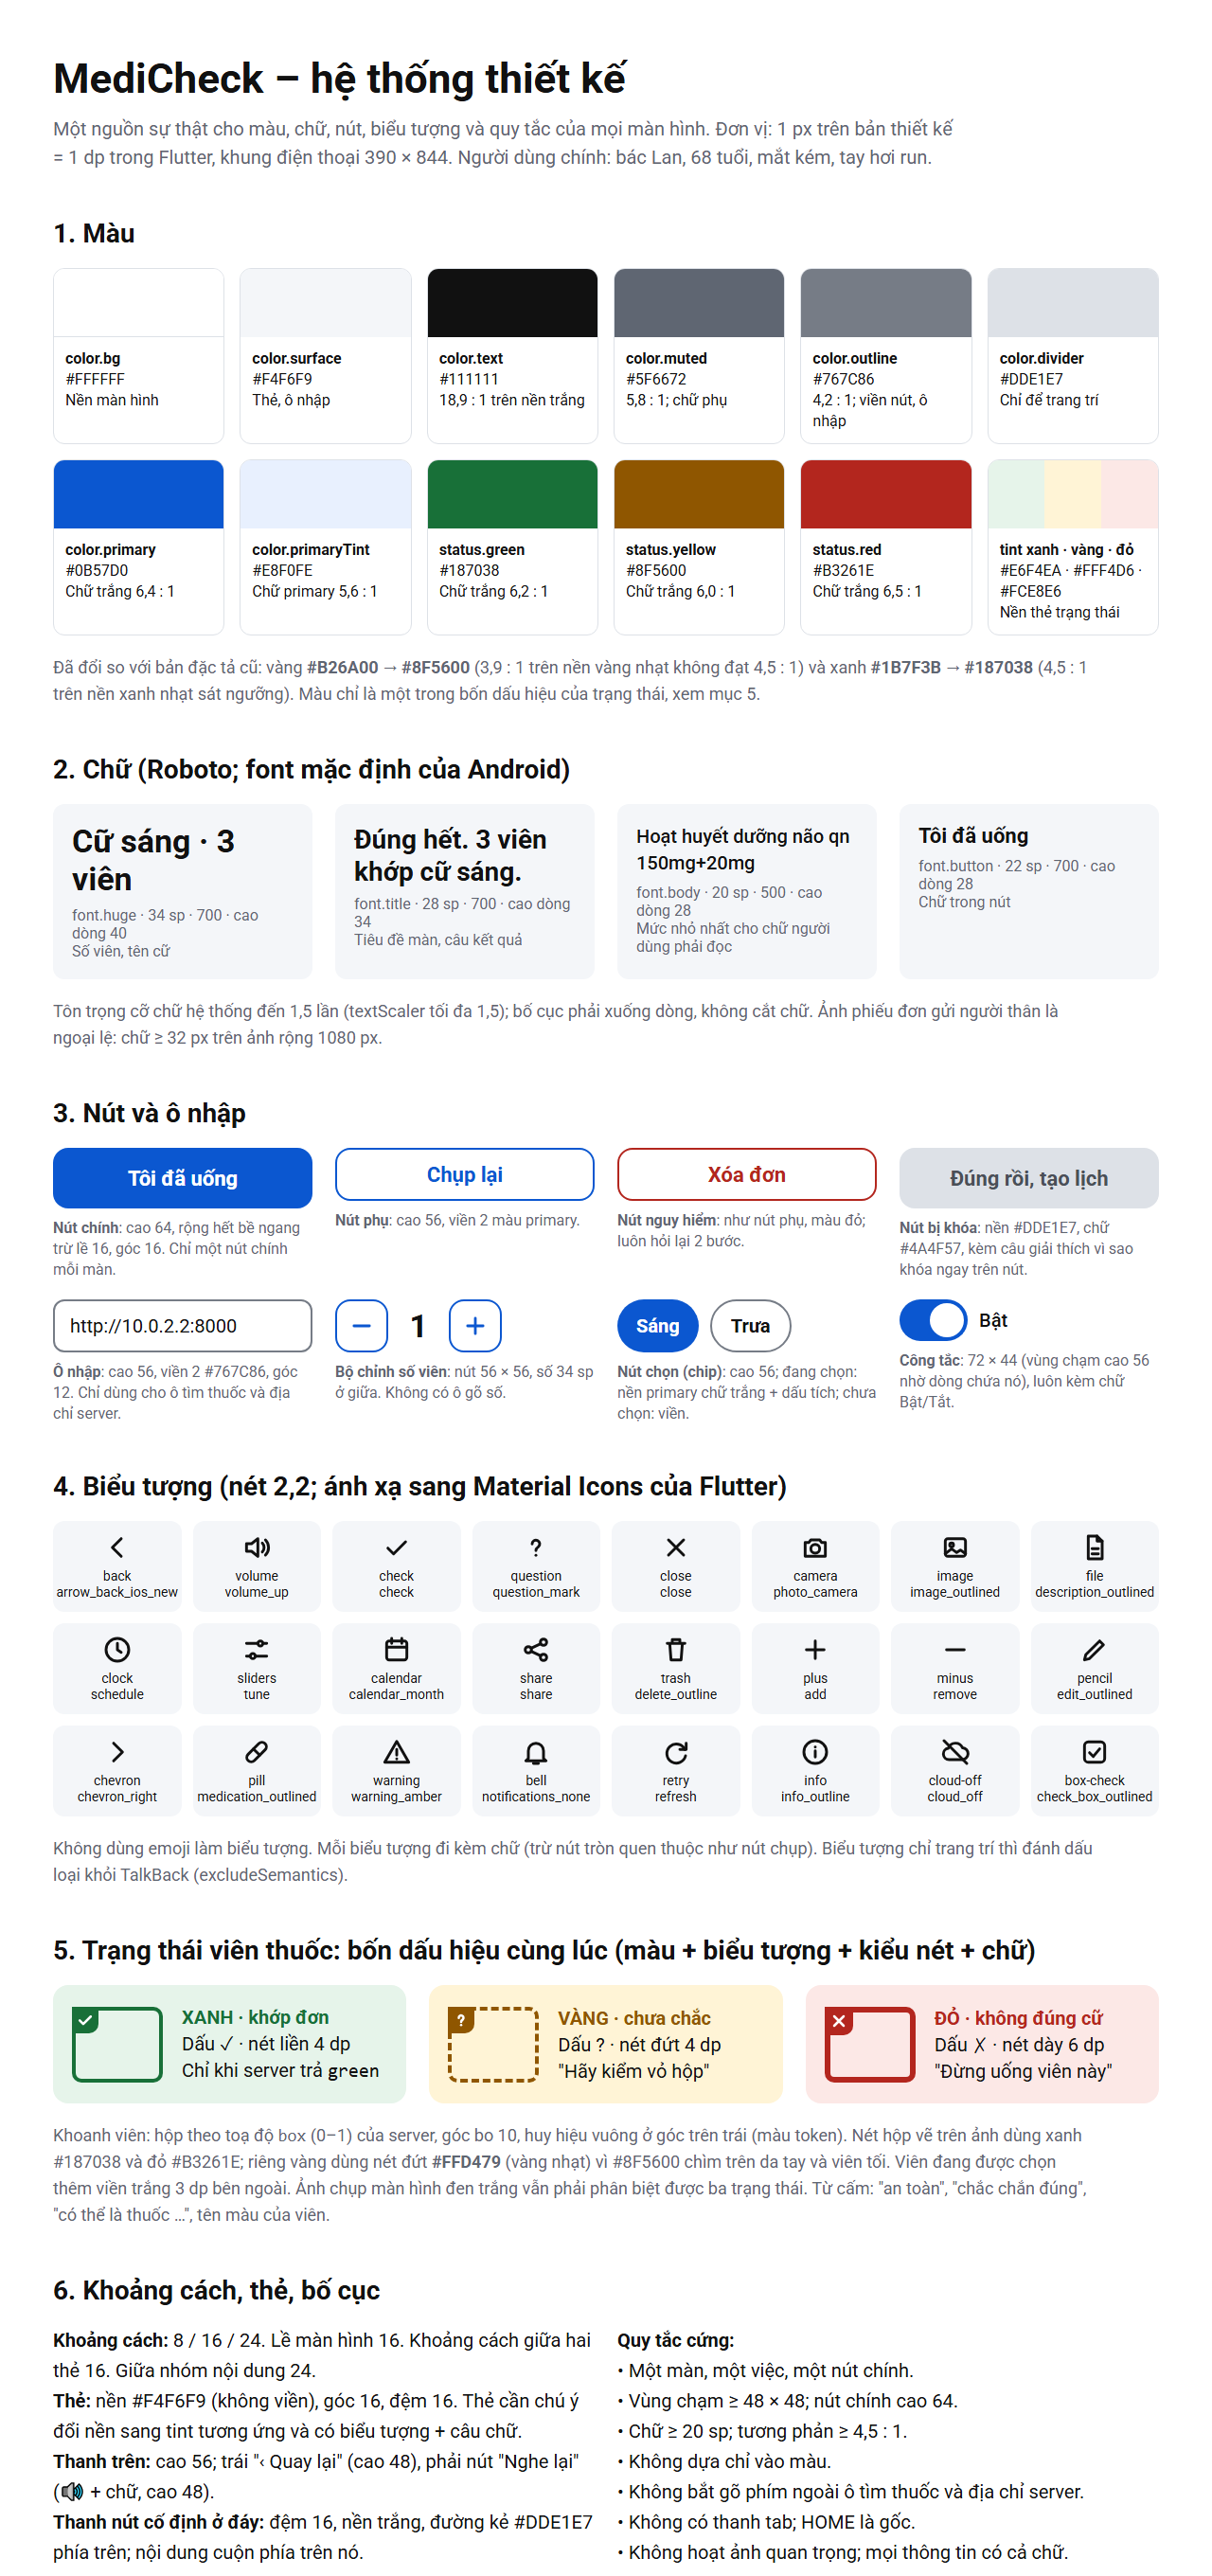 MediCheck – hệ thống thiết kế
Một nguồn sự thật cho màu, chữ, nút, biểu tượng và quy tắc của mọi màn hình. Đơn vị: 1 px trên bản thiết kế
= 1 dp trong Flutter, khung điện thoại 390 × 844. Người dùng chính: bác Lan, 68 tuổi, mắt kém, tay hơi run.
1. Màu
color.bg
#FFFFFF
Nền màn hình
color.surface
#F4F6F9
Thẻ, ô nhập
color.text
#111111
18,9 : 1 trên nền trắng
color.muted
#5F6672
5,8 : 1; chữ phụ
color.outline
#767C86
4,2 : 1; viền nút, ô
nhập
color.divider
#DDE1E7
Chỉ để trang trí
color.primary
#0B57D0
Chữ trắng 6,4 : 1
color.primaryTint
#E8F0FE
Chữ primary 5,6 : 1
status.green
#187038
Chữ trắng 6,2 : 1
status.yellow
#8F5600
Chữ trắng 6,0 : 1
status.red
#B3261E
Chữ trắng 6,5 : 1
tint xanh · vàng · đỏ
#E6F4EA · #FFF4D6 ·
#FCE8E6
Nền thẻ trạng thái
Đã đổi so với bản đặc tả cũ: vàng #B26A00 → #8F5600 (3,9 : 1 trên nền vàng nhạt không đạt 4,5 : 1) và xanh #1B7F3B → #187038 (4,5 : 1
trên nền xanh nhạt sát ngưỡng). Màu chỉ là một trong bốn dấu hiệu của trạng thái, xem mục 5.
2. Chữ (Roboto; font mặc định của Android)
Cữ sáng · 3
viên
font.huge · 34 sp · 700 · cao
dòng 40
Số viên, tên cữ
Đúng hết. 3 viên
khớp cữ sáng.
font.title · 28 sp · 700 · cao dòng
34
Tiêu đề màn, câu kết quả
Hoạt huyết dưỡng não qn
150mg+20mg
font.body · 20 sp · 500 · cao
dòng 28
Mức nhỏ nhất cho chữ người
dùng phải đọc
Tôi đã uống
font.button · 22 sp · 700 · cao
dòng 28
Chữ trong nút
Tôn trọng cỡ chữ hệ thống đến 1,5 lần (textScaler tối đa 1,5); bố cục phải xuống dòng, không cắt chữ. Ảnh phiếu đơn gửi người thân là
ngoại lệ: chữ ≥ 32 px trên ảnh rộng 1080 px.
3. Nút và ô nhập
Tôi đã uống
Nút chính: cao 64, rộng hết bề ngang
trừ lề 16, góc 16. Chỉ một nút chính
mỗi màn.
Chụp lại
Nút phụ: cao 56, viền 2 màu primary.
Xóa đơn
Nút nguy hiểm: như nút phụ, màu đỏ;
luôn hỏi lại 2 bước.
Đúng rồi, tạo lịch
Nút bị khóa: nền #DDE1E7, chữ
#4A4F57, kèm câu giải thích vì sao
khóa ngay trên nút.
http://10.0.2.2:8000
Ô nhập: cao 56, viền 2 #767C86, góc
12. Chỉ dùng cho ô tìm thuốc và địa
chỉ server.
1
Bộ chỉnh số viên: nút 56 × 56, số 34 sp
ở giữa. Không có ô gõ số.
Sáng
Trưa
Nút chọn (chip): cao 56; đang chọn:
nền primary chữ trắng + dấu tích; chưa
chọn: viền.
Bật
Công tắc: 72 × 44 (vùng chạm cao 56
nhờ dòng chứa nó), luôn kèm chữ
Bật/Tắt.
4. Biểu tượng (nét 2,2; ánh xạ sang Material Icons của Flutter)
back
arrow_back_ios_new
volume
volume_up
check
check
question
question_mark
close
close
camera
photo_camera
image
image_outlined
file
description_outlined
clock
schedule
sliders
tune
calendar
calendar_month
share
share
trash
delete_outline
plus
add
minus
remove
pencil
edit_outlined
chevron
chevron_right
pill
medication_outlined
warning
warning_amber
bell
notifications_none
retry
refresh
info
info_outline
cloud-off
cloud_off
box-check
check_box_outlined
Không dùng emoji làm biểu tượng. Mỗi biểu tượng đi kèm chữ (trừ nút tròn quen thuộc như nút chụp). Biểu tượng chỉ trang trí thì đánh dấu
loại khỏi TalkBack (excludeSemantics).
5. Trạng thái viên thuốc: bốn dấu hiệu cùng lúc (màu + biểu tượng + kiểu nét + chữ)
XANH · khớp đơn
Dấu ✓ · nét liền 4 dp
Chỉ khi server trả green
VÀNG · chưa chắc
Dấu ? · nét đứt 4 dp
"Hãy kiểm vỏ hộp"
ĐỎ · không đúng cữ
Dấu ✗ · nét dày 6 dp
"Đừng uống viên này"
Khoanh viên: hộp theo toạ độ box (0–1) của server, góc bo 10, huy hiệu vuông ở góc trên trái (màu token). Nét hộp vẽ trên ảnh dùng xanh
#187038 và đỏ #B3261E; riêng vàng dùng nét đứt #FFD479 (vàng nhạt) vì #8F5600 chìm trên da tay và viên tối. Viên đang được chọn
thêm viền trắng 3 dp bên ngoài. Ảnh chụp màn hình đen trắng vẫn phải phân biệt được ba trạng thái. Từ cấm: "an toàn", "chắc chắn đúng",
"có thể là thuốc …", tên màu của viên.
6. Khoảng cách, thẻ, bố cục
Khoảng cách: 8 / 16 / 24. Lề màn hình 16. Khoảng cách giữa hai
thẻ 16. Giữa nhóm nội dung 24.
Thẻ: nền #F4F6F9 (không viền), góc 16, đệm 16. Thẻ cần chú ý
đổi nền sang tint tương ứng và có biểu tượng + câu chữ.
Thanh trên: cao 56; trái "‹ Quay lại" (cao 48), phải nút "Nghe lại"
(🔊 + chữ, cao 48).
Thanh nút cố định ở đáy: đệm 16, nền trắng, đường kẻ #DDE1E7
phía trên; nội dung cuộn phía trên nó.
Quy tắc cứng:
• Một màn, một việc, một nút chính.
• Vùng chạm ≥ 48 × 48; nút chính cao 64.
• Chữ ≥ 20 sp; tương phản ≥ 4,5 : 1.
• Không dựa chỉ vào màu.
• Không bắt gõ phím ngoài ô tìm thuốc và địa chỉ server.
• Không có thanh tab; HOME là gốc.
• Không hoạt ảnh quan trọng; mọi thông tin có cả chữ.